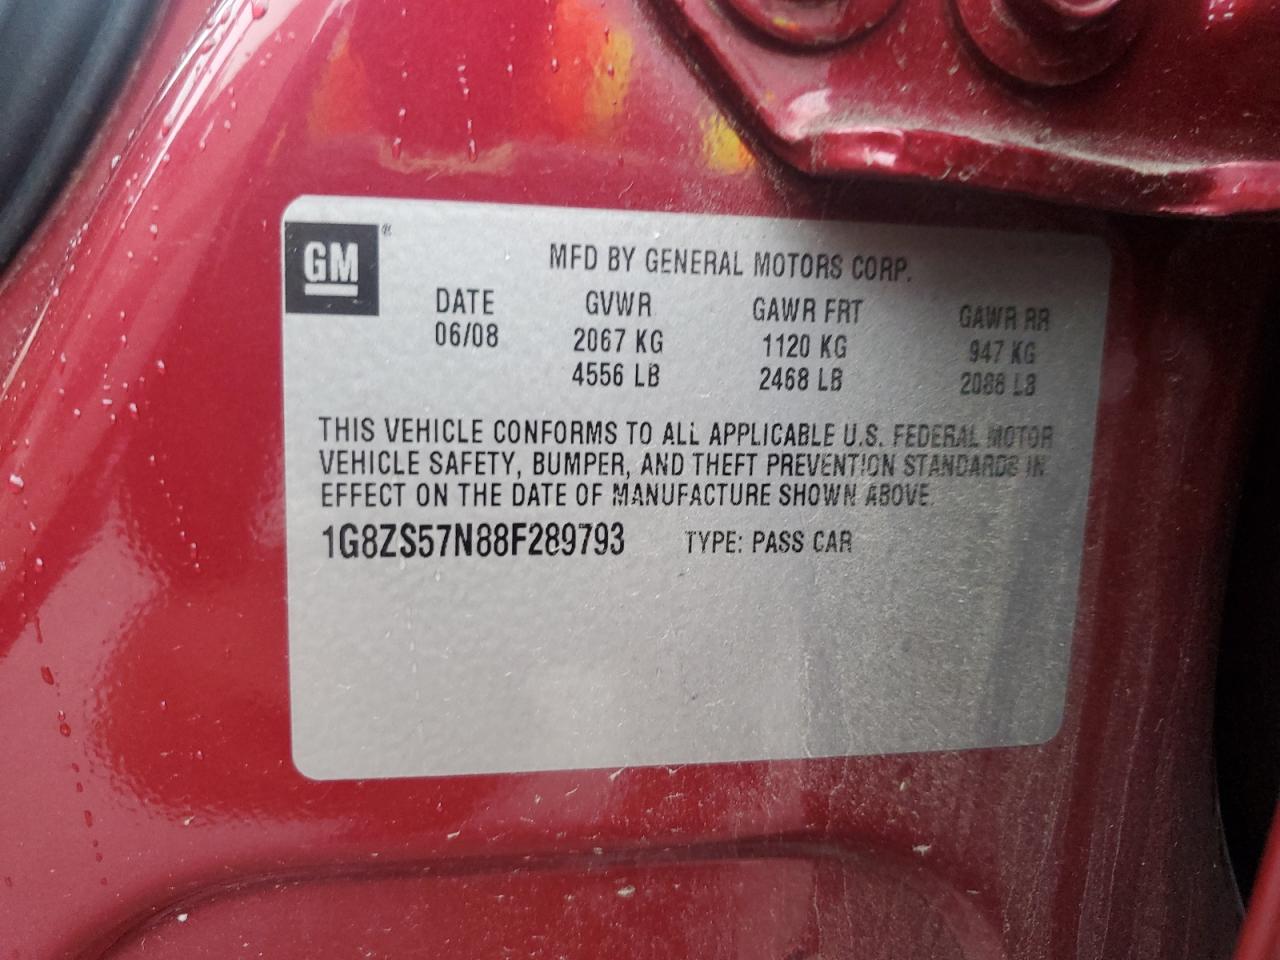 GM®
MFD BY GENERAL MOTORS CORP.
DATE GVWR GAWR FRT GAWR RR
06/08 2067 KG 1120 KG 947 KG
4556 LB 2468 LB 2088 LB
THIS VEHICLE CONFORMS TO ALL APPLICABLE U.S. FEDERAL MOTOR
VEHICLE SAFETY, BUMPER, AND THEFT PREVENTION STANDARDS IN
EFFECT ON THE DATE OF MANUFACTURE SHOWN ABOVE.
1G8ZS57N88F289793 TYPE: PASS CAR